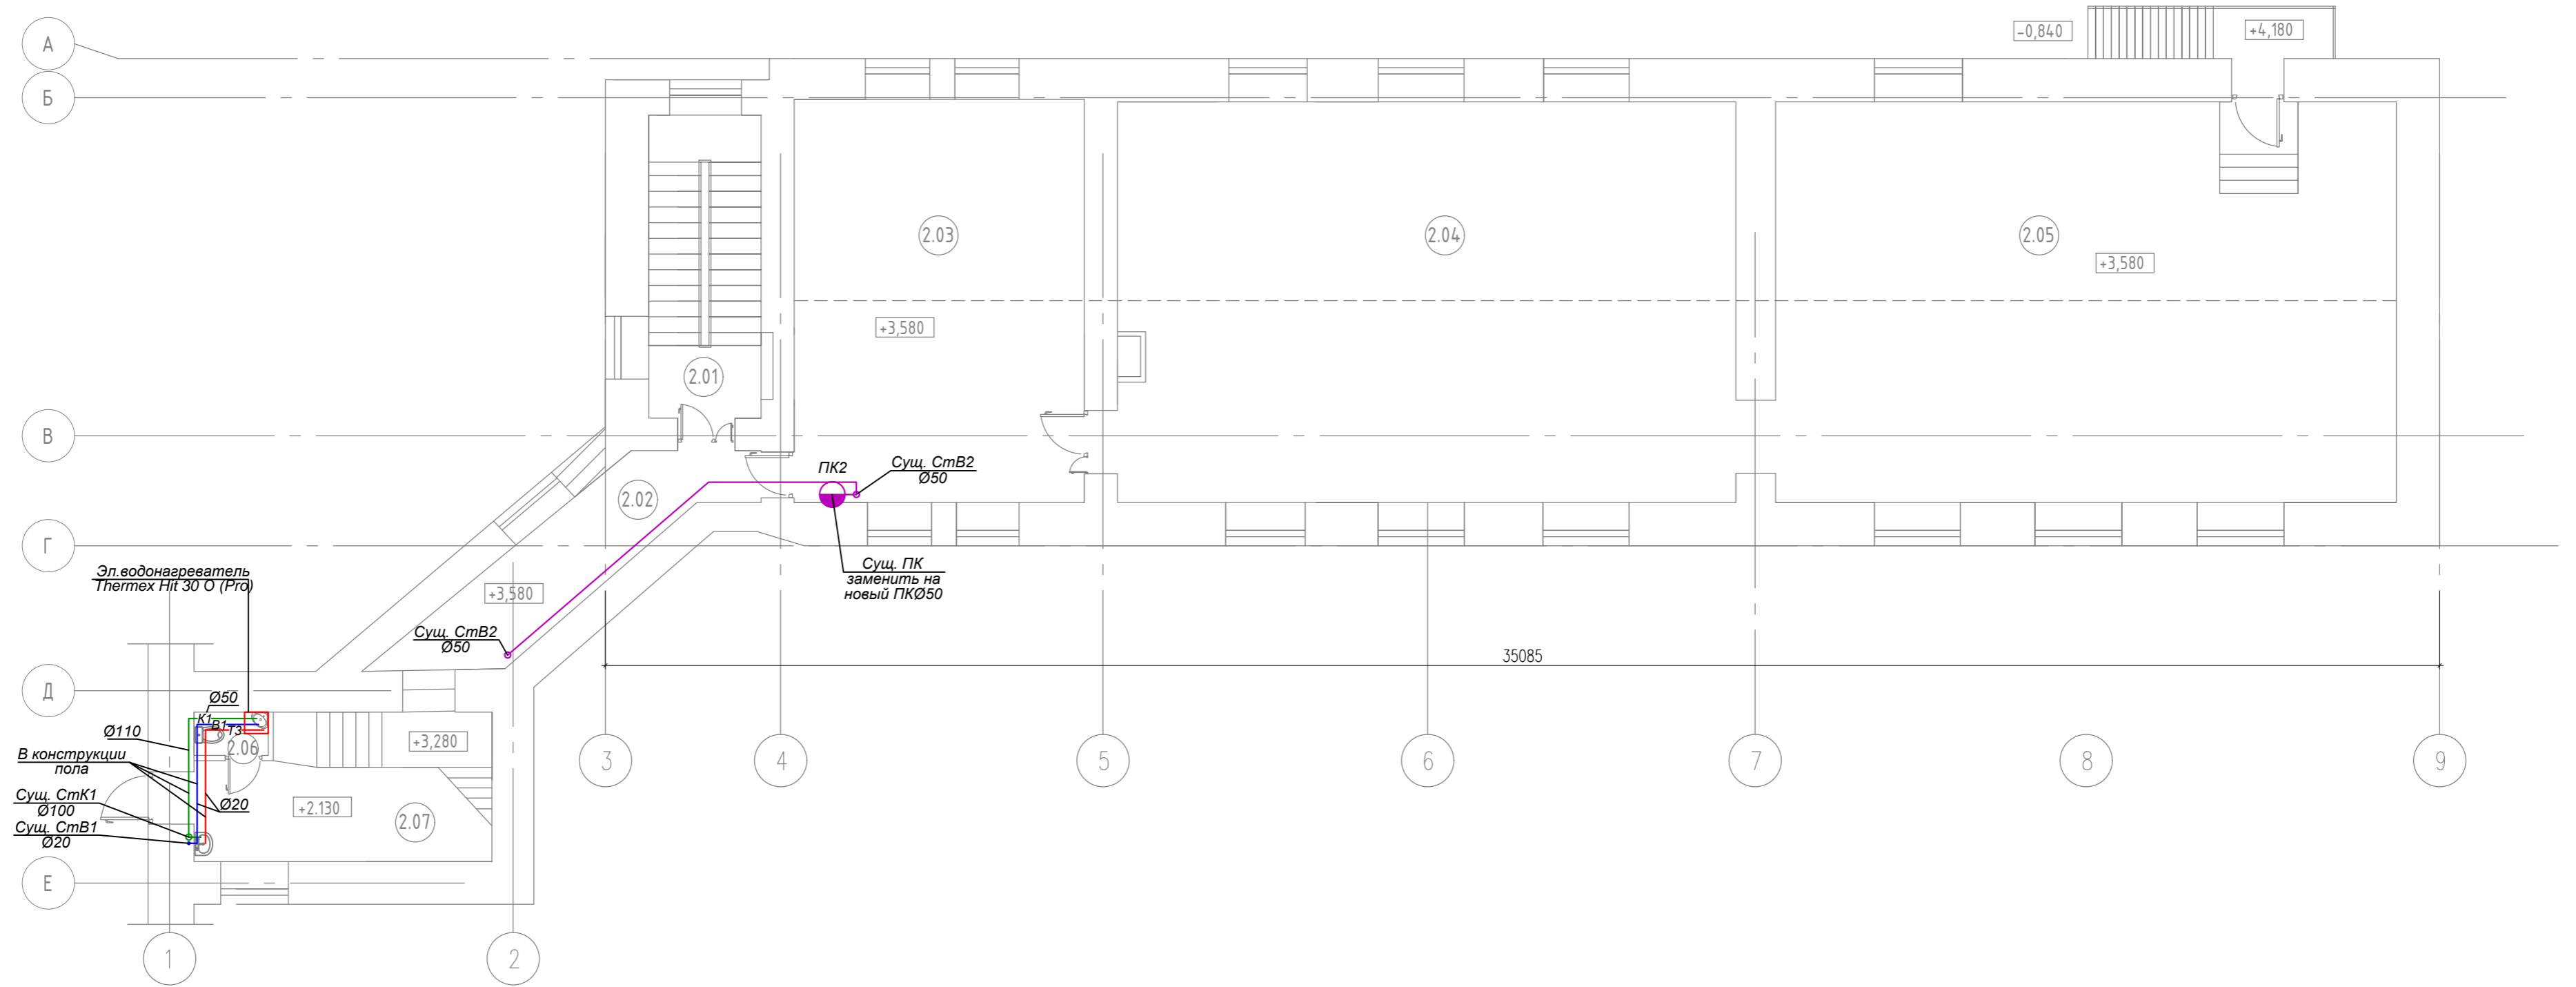 А
-0,840
+4,180
Б
2.03
2.04
2.05
+3,580
+3,580
2.01
В
ПК2
Сущ. СтВ2
Ø50
2.02
Г
Эл.водонагреватель
Thermex Hit 30 O (Pro)
Сущ. ПК
заменить на
новый ПКØ50
+3,580
Сущ. СтВ2
Ø50
35085
Д
Ø50
К1
В1
Т3
Ø110
2.06
+3,280
В конструкции
пола
3
4
5
6
7
8
9
Сущ. СтК1
Ø100
Ø20
+2.130
2.07
Сущ. СтВ1
Ø20
Е
1
2